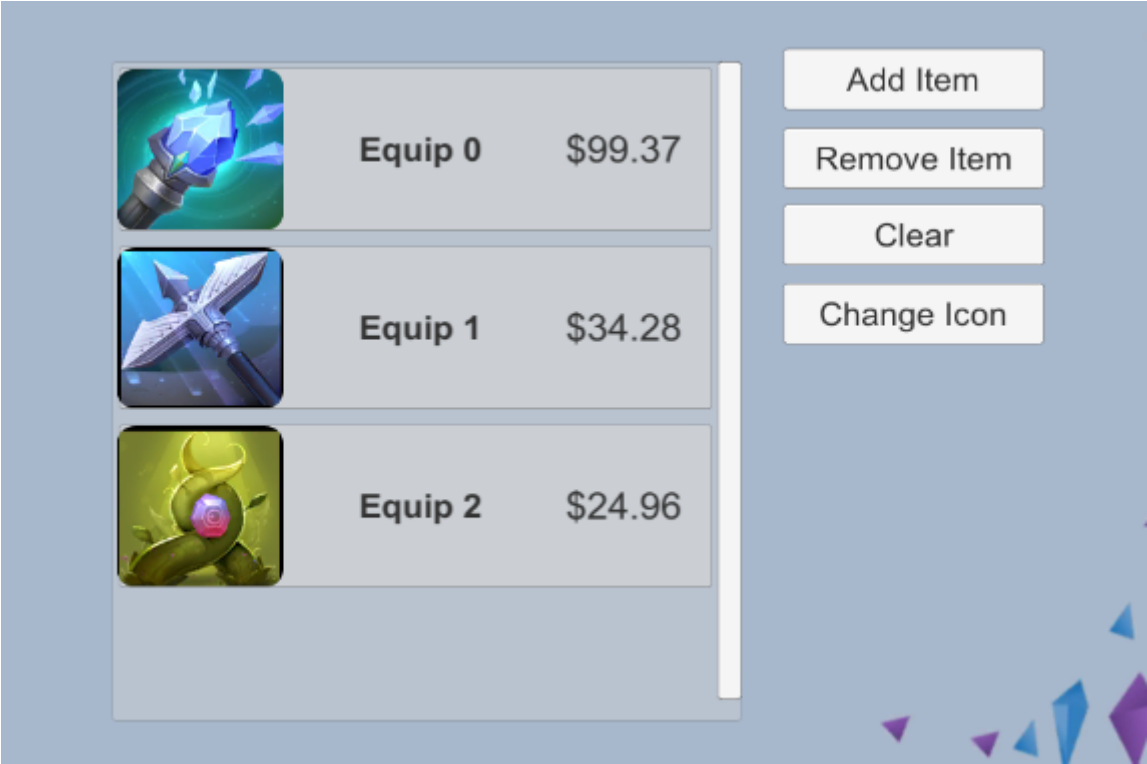 Equip 0 $99.37
Equip 1 $34.28
Equip 2 $24.96
Add Item
Remove Item
Clear
Change Icon